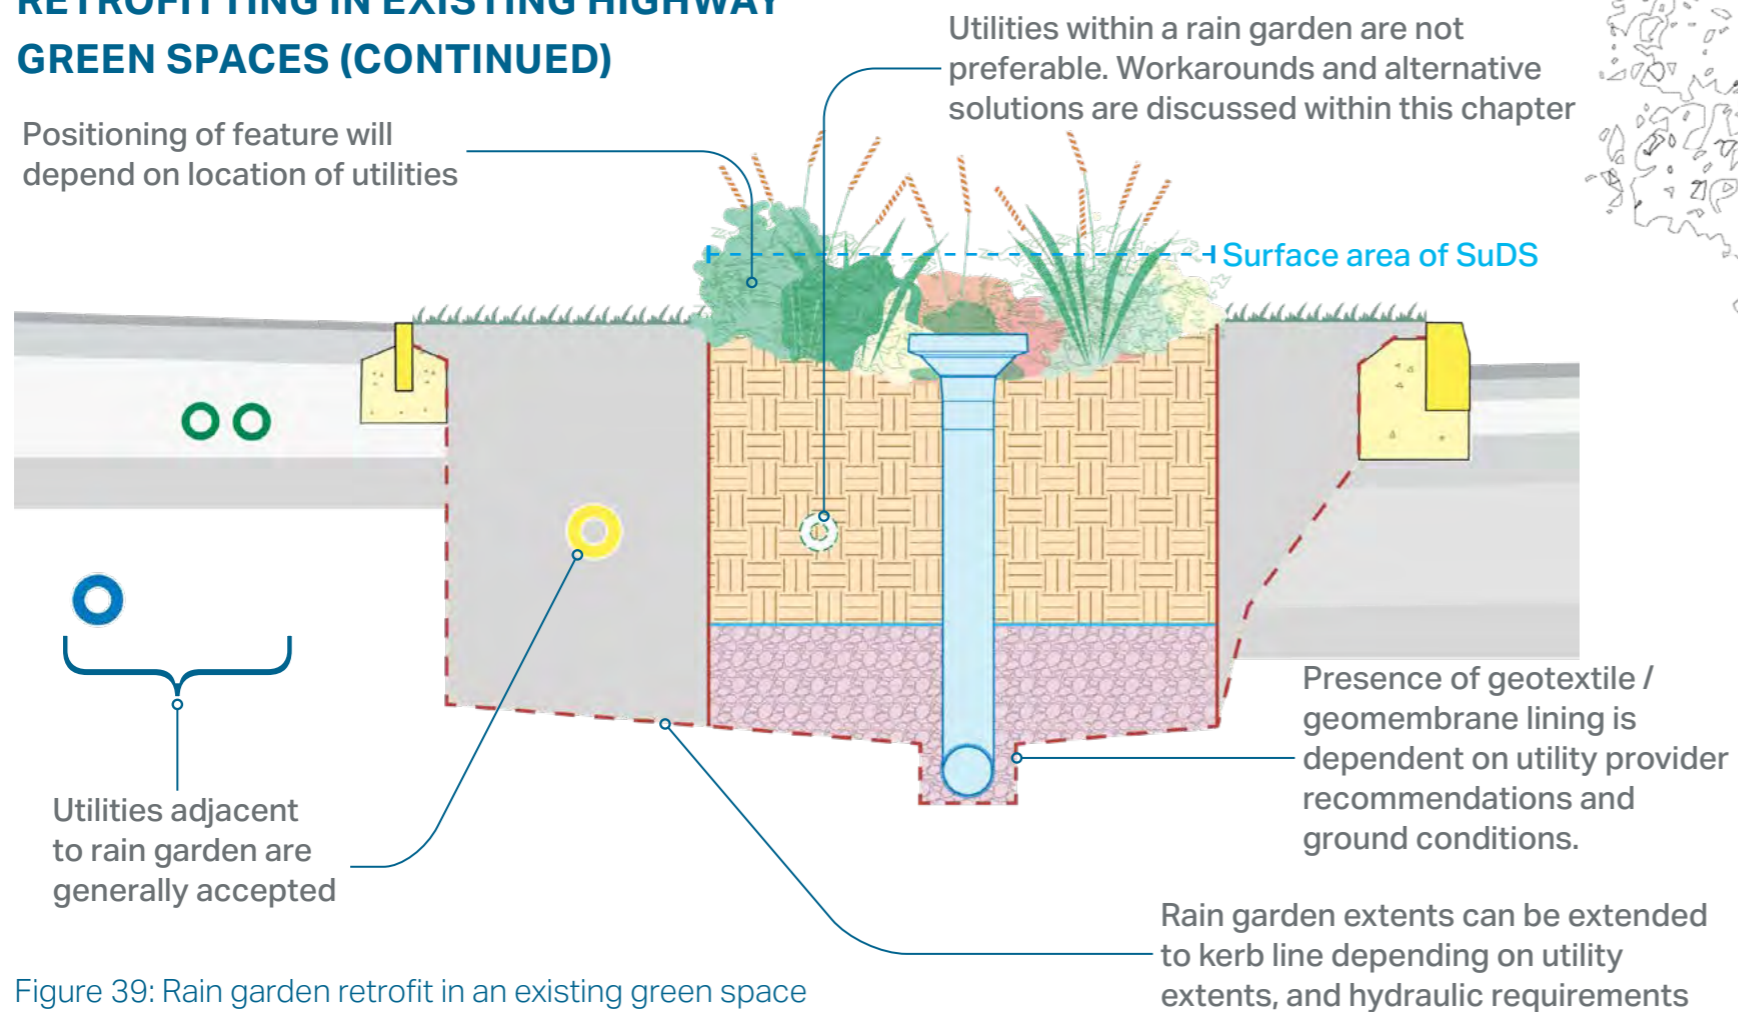 RETROFITTING IN EXISTING HIGHWAY
GREEN SPACES (CONTINUED)
Utilities within a rain garden are not
preferable. Workarounds and alternative
solutions are discussed within this chapter
Positioning of feature will
depend on location of utilities
Surface area of SuDS
Presence of geotextile /
geomembrane lining is
dependent on utility provider
recommendations and
ground conditions.
Utilities adjacent
to rain garden are
generally accepted
Rain garden extents can be extended
to kerb line depending on utility
extents, and hydraulic requirements
Figure 39: Rain garden retrofit in an existing green space